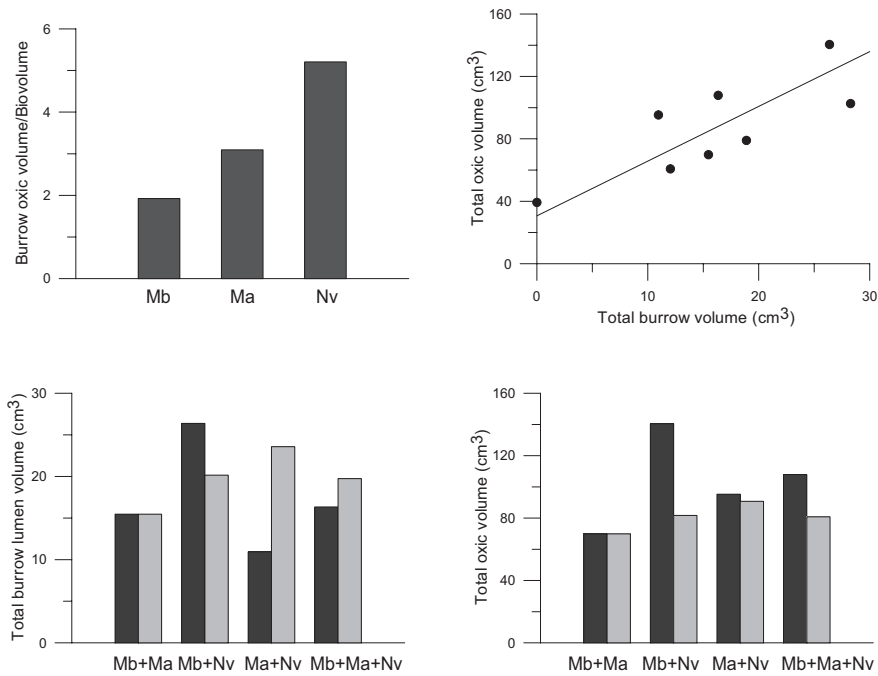 Burrow oxic volume/Biovolume
6
4
2
0
Mb Ma Nv
Total oxic volume (cm3)
160
120
80
40
0
0 10 20 30
Total burrow volume (cm3)
Total burrow lumen volume (cm3)
30
20
10
0
Mb+Ma Mb+Nv Ma+Nv Mb+Ma+Nv
Total oxic volume (cm3)
160
120
80
40
0
Mb+Ma Mb+Nv Ma+Nv Mb+Ma+Nv